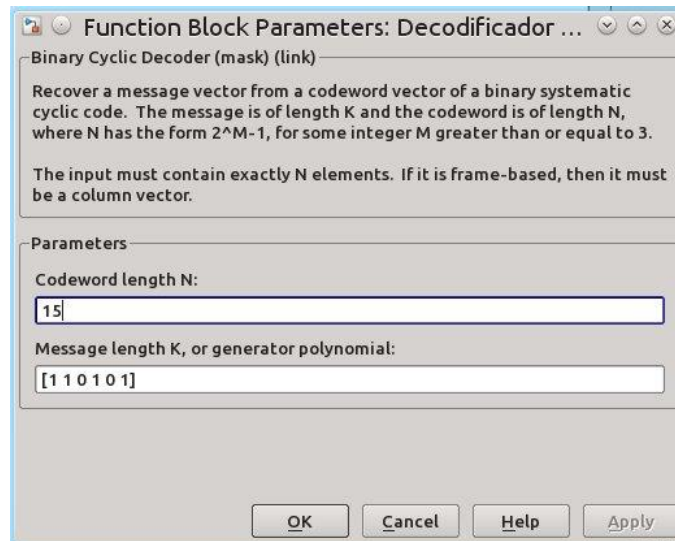 Function Block Parameters: Decodificador ...
Binary Cyclic Decoder (mask) (link)
Recover a message vector from a codeword vector of a binary systematic
cyclic code. The message is of length K and the codeword is of length N,
where N has the form 2^M-1, for some integer M greater than or equal to 3.
The input must contain exactly N elements. If it is frame-based, then it must
be a column vector.
Parameters
Codeword length N:
15
Message length K, or generator polynomial:
[1 1 0 1 0 1]
OK Cancel Help Apply